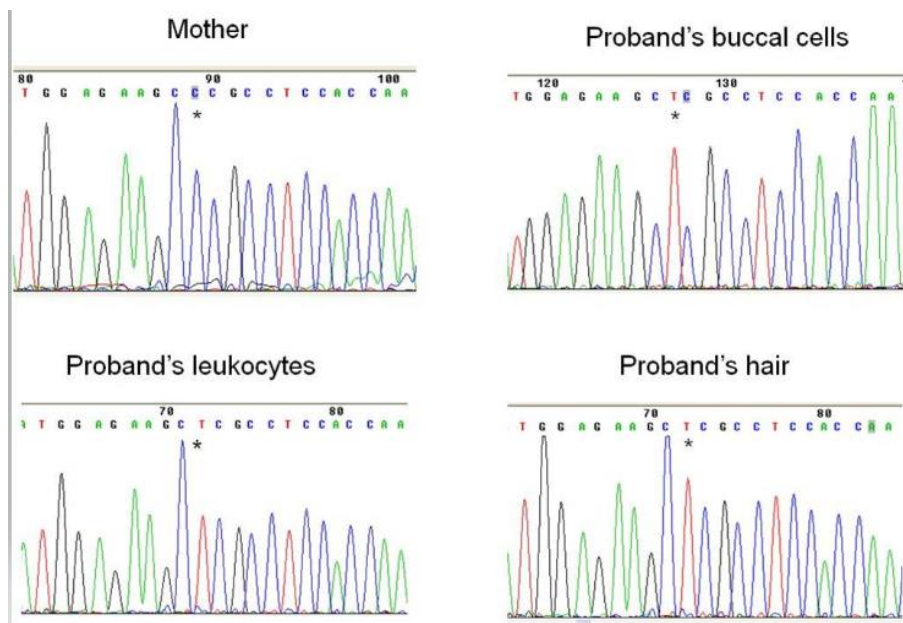 Mother
80 90 100
T G G A G A A G C C C G C C T C C A C C A A
*
Proband's buccal cells
120 130
T G G A G A A G C T C G C C T C C A C C A A
*
Proband's leukocytes
70 80
A T G G A G A A G C T C G C C T C C A C C A A
*
Proband's hair
70 80
T G G A G A A G C T C G C C T C C A C C A A
*